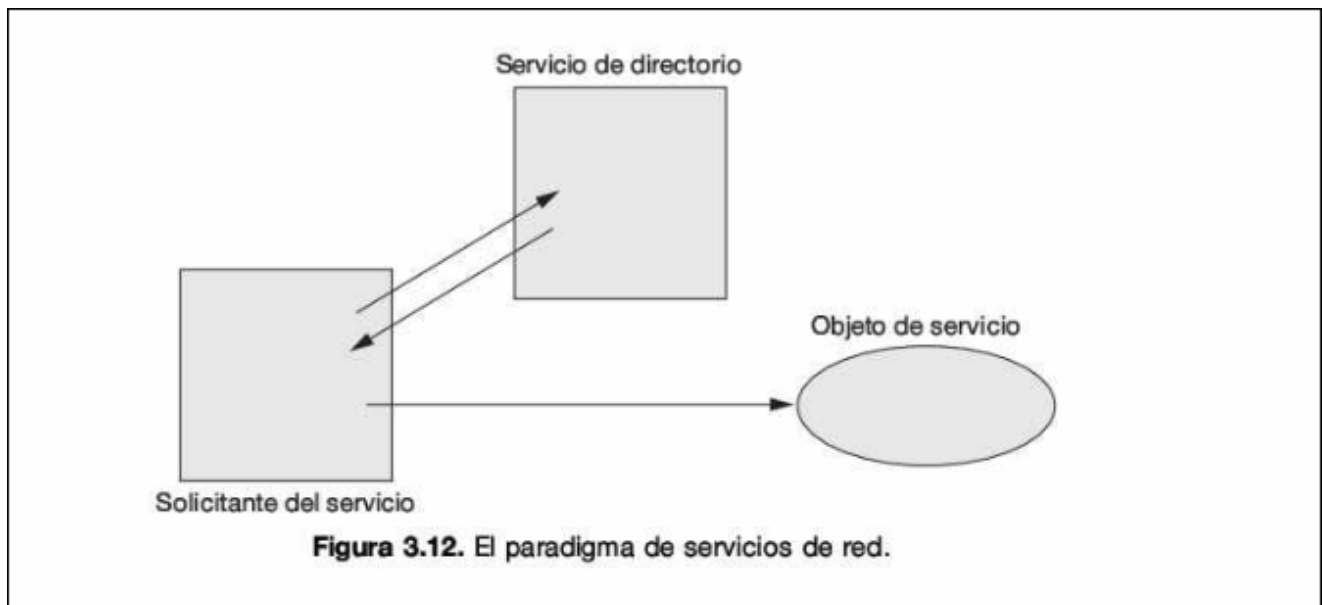 Servicio de directorio
Objeto de servicio
Solicitante del servicio
Figura 3.12. El paradigma de servicios de red.